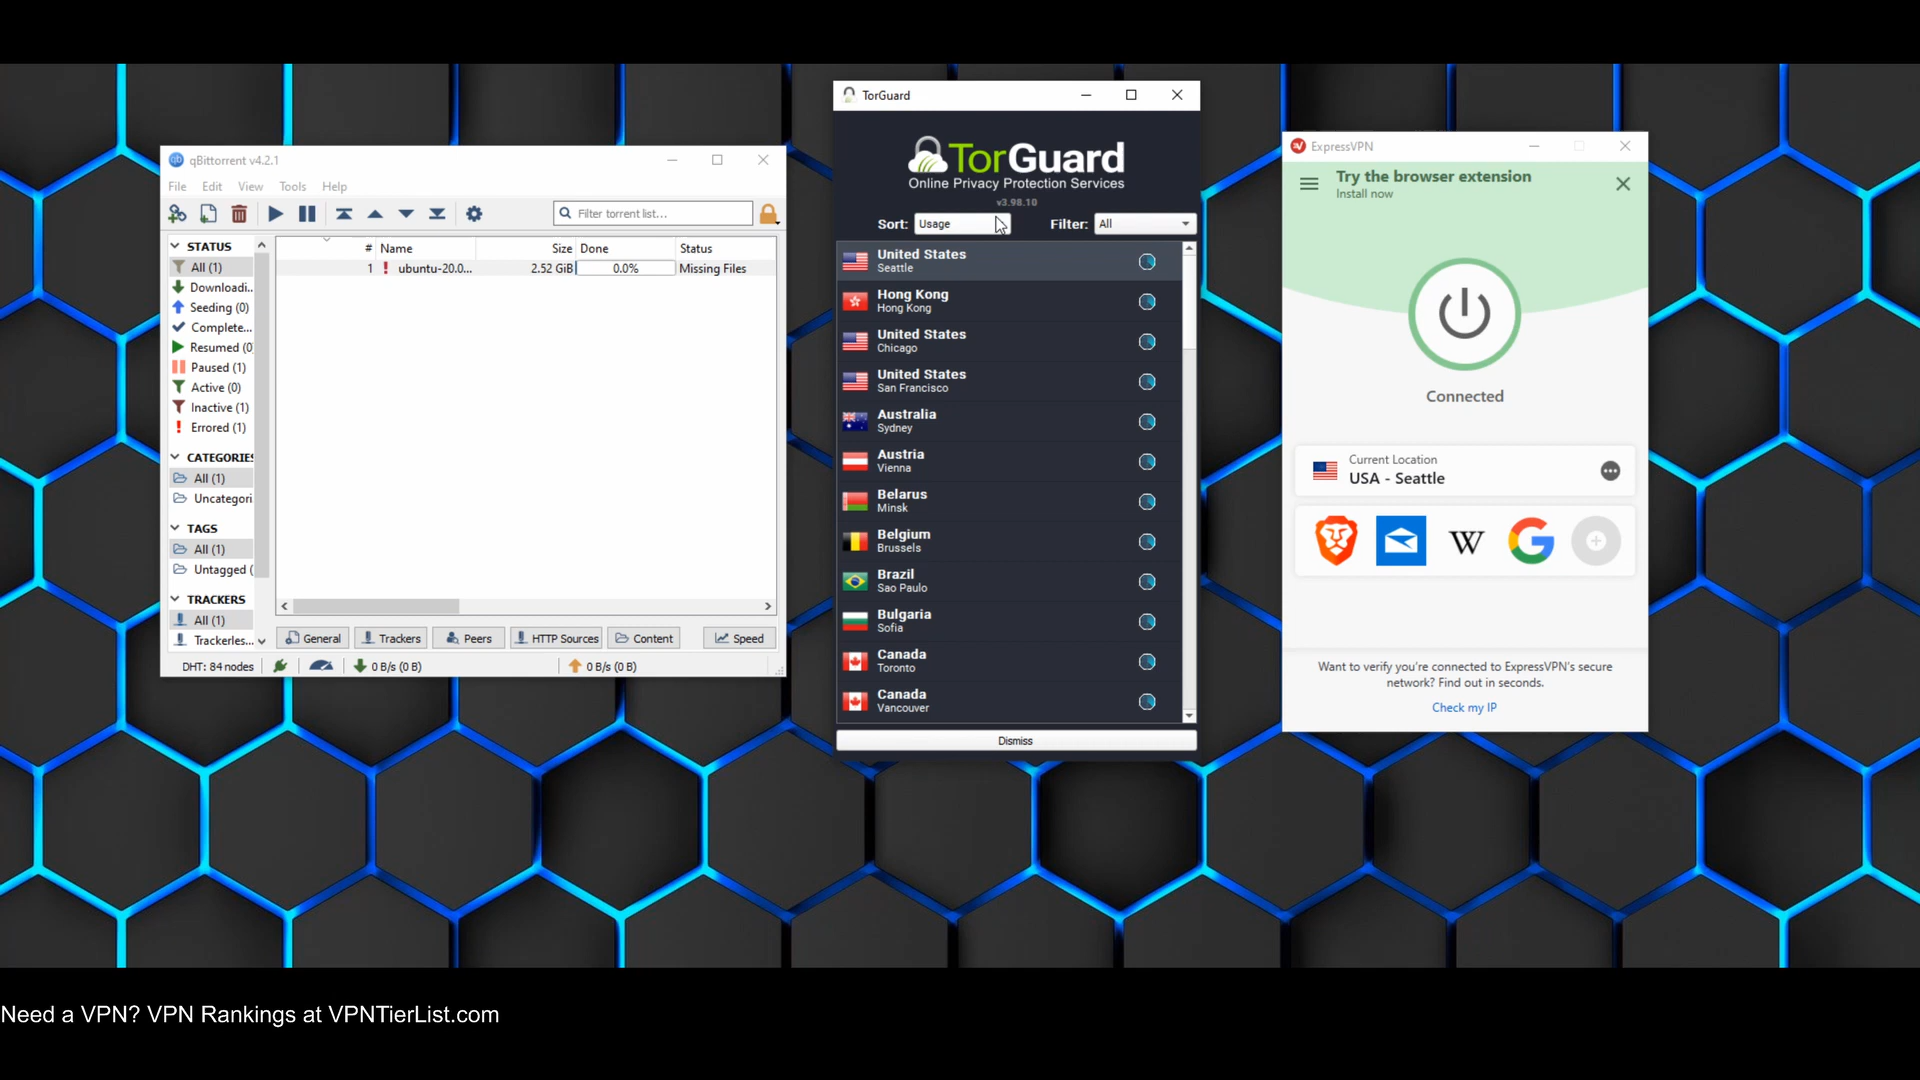 qBittorrent v4.2.1
File Edit View Tools Help
Filter torrent list...
STATUS
All (1)
Downloadi..
Seeding (0)
Complete...
Resumed (0
Paused (1)
Active (0)
Inactive (1)
Errored (1)
CATEGORIES
All (1)
Uncategori
TAGS
All (1)
Untagged (
TRACKERS
All (1)
Trackerles...
# Name Size Done Status
1 ubuntu-20.0... 2.52 GiB 0.0% Missing Files
General Trackers Peers HTTP Sources Content Speed
DHT: 84 nodes 0 B/s (0 B) 0 B/s (0 B)
TorGuard
TorGuard
Online Privacy Protection Services
v3.98.10
Sort: Usage Filter: All
United States
Seattle
Hong Kong
Hong Kong
United States
Chicago
United States
San Francisco
Australia
Sydney
Austria
Vienna
Belarus
Minsk
Belgium
Brussels
Brazil
Sao Paulo
Bulgaria
Sofia
Canada
Toronto
Canada
Vancouver
Dismiss
ExpressVPN
Try the browser extension
Install now
Connected
Current Location
USA - Seattle
W
G
Want to verify you're connected to ExpressVPN's secure
network? Find out in seconds.
Check my IP
Need a VPN? VPN Rankings at VPNTierList.com